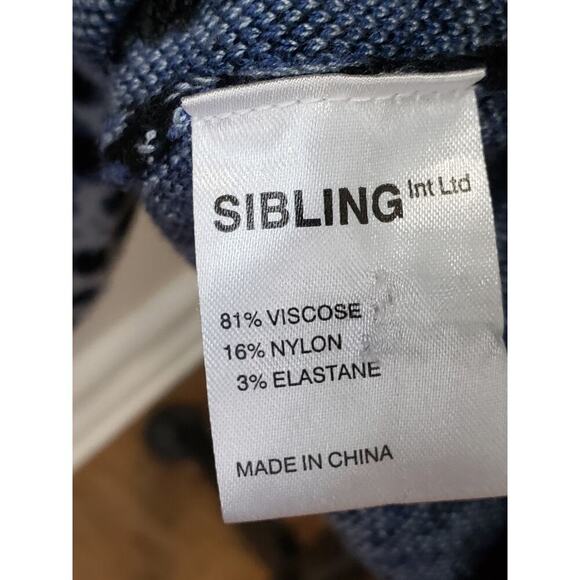 SIBLING Int Ltd
81% VISCOSE
16% NYLON
3% ELASTANE
MADE IN CHINA